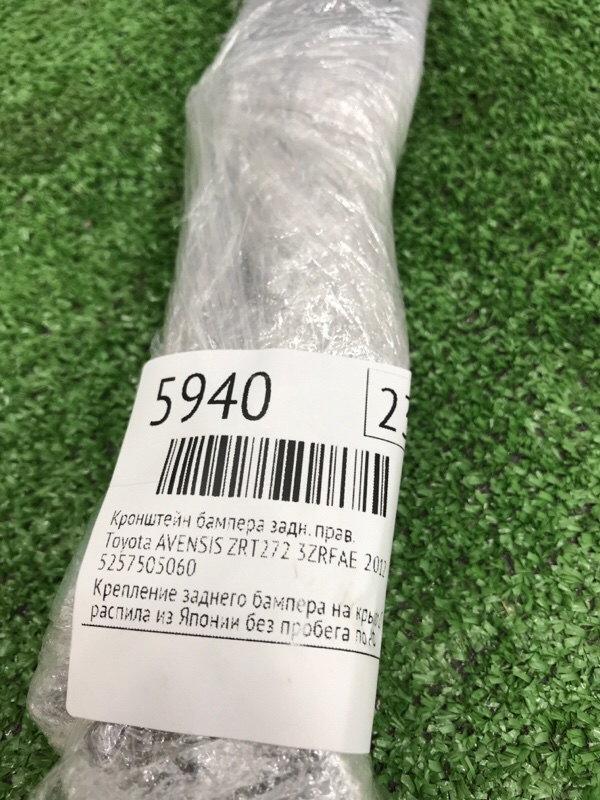 5940
Кронштейн бампера задн. прав.
Toyota AVENSIS ZRT272 3ZRFAE 2012
5257505060
Крепление заднего бампера на
распила из Японии без пробега по